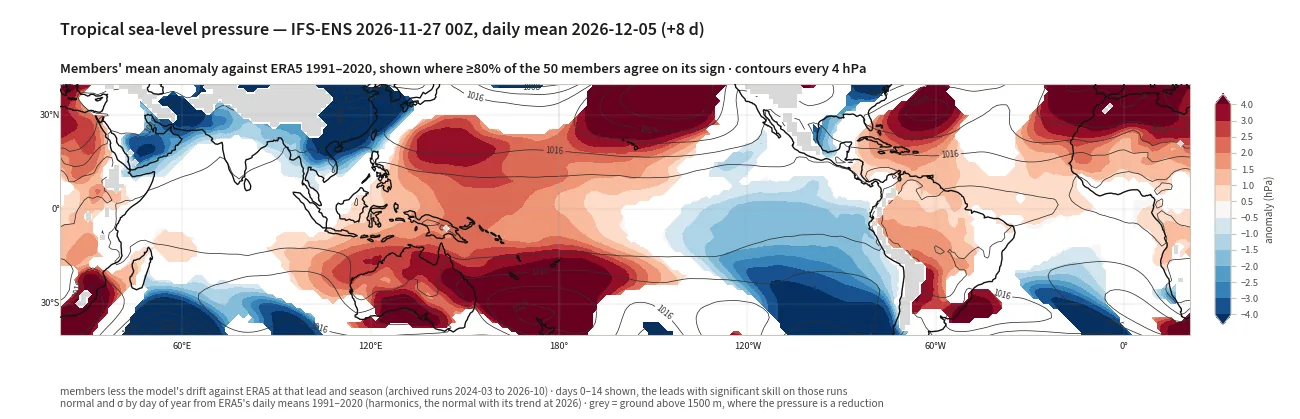 Tropical sea-level pressure — IFS-ENS 2026-11-27 00Z, daily mean 2026-12-05 (+8 d)
Members' mean anomaly against ERA5 1991–2020, shown where ≥80% of the 50 members agree on its sign · contours every 4 hPa
30°N
0°
30°S
60°E
120°E
180°
120°W
60°W
0°
1016
1016
1016
1016
1016
1016
4.0
3.0
2.5
2.0
1.5
1.0
0.5
−0.5
−1.0
−1.5
−2.0
−2.5
−3.0
−4.0
anomaly (hPa)
members less the model's drift against ERA5 at that lead and season (archived runs 2024-03 to 2026-10) · days 0–14 shown, the leads with significant skill on those runs
normal and σ by day of year from ERA5's daily means 1991–2020 (harmonics, the normal with its trend at 2026) · grey = ground above 1500 m, where the pressure is a reduction